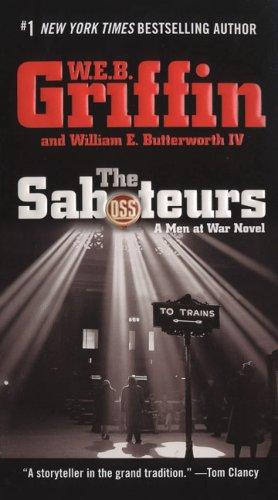 #1 NEW YORK TIMES BESTSELLING AUTHOR
W.E.B.
Griffin
and William E. Butterworth IV
The
Saboteurs
OSS
A Men at War Novel
TO TRAINS
"A storyteller in the grand tradition." —Tom Clancy